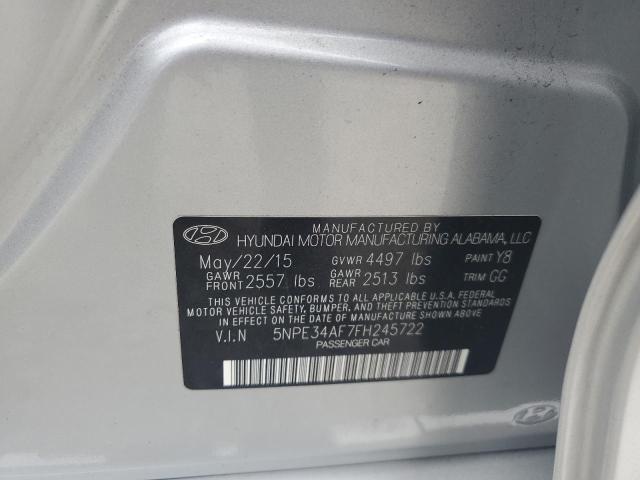 MANUFACTURED BY
HYUNDAI MOTOR MANUFACTURING ALABAMA, LLC
May/22/15 GVWR 4497 lbs PAINT Y8
GAWR FRONT 2557 lbs GAWR REAR 2513 lbs TRIM GG
THIS VEHICLE CONFORMS TO ALL APPLICABLE U.S.A. FEDERAL
MOTOR VEHICLE SAFETY, BUMPER, AND THEFT PREVENTION STANDARDS
IN EFFECT ON THE DATE OF MANUFACTURE SHOWN ABOVE.
V.I.N 5NPE34AF7FH245722
PASSENGER CAR